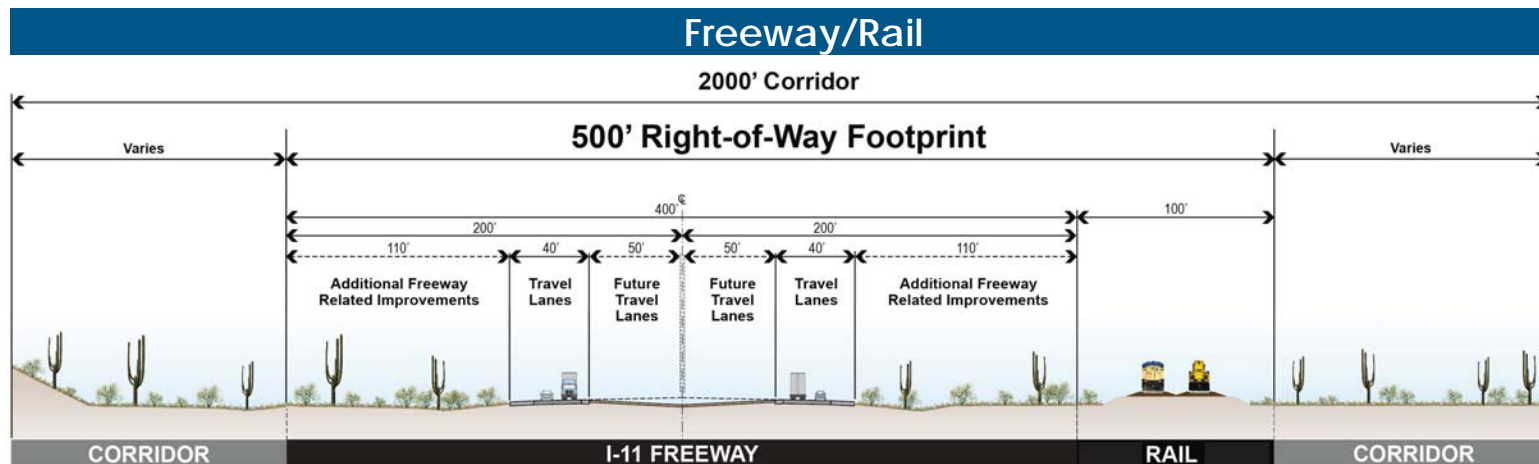 Freeway/Rail
2000’ Corridor
500’ Right-of-Way Footprint
Varies
Varies
℄
400’
100’
200’
200’
110’
40’
50’
50’
40’
110’
Additional Freeway
Related Improvements
Travel
Lanes
Future
Travel
Lanes
Future
Travel
Lanes
Travel
Lanes
Additional Freeway
Related Improvements
CORRIDOR
I-11 FREEWAY
RAIL
CORRIDOR